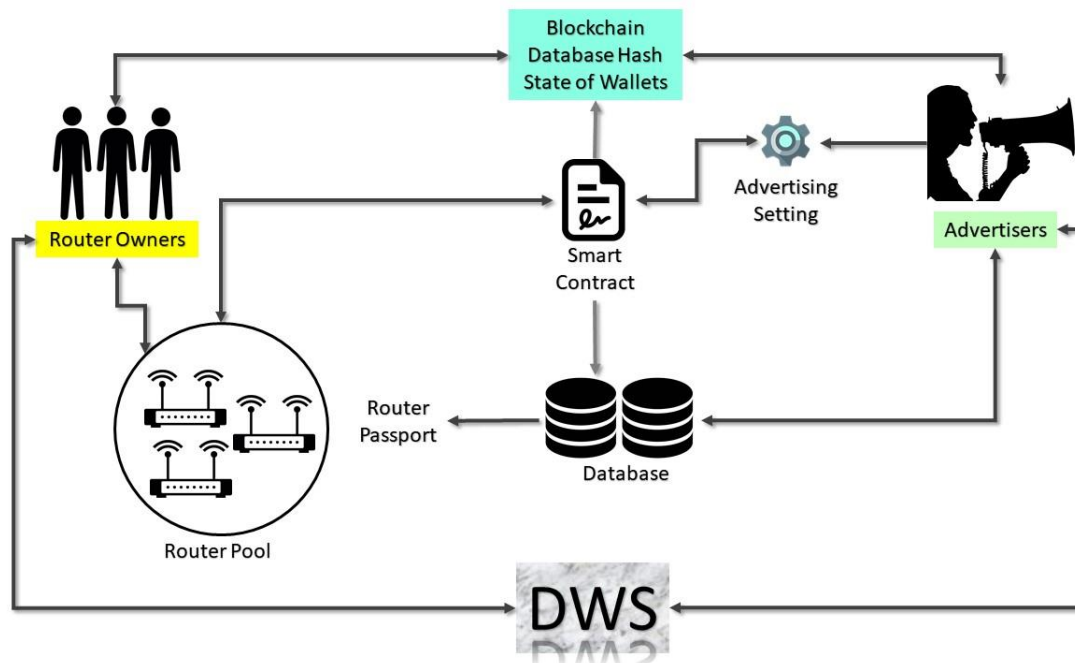 Blockchain
Database Hash
State of Wallets
Advertising
Setting
Router Owners
Advertisers
Smart
Contract
Router
Passport
Database
Router Pool
DWS